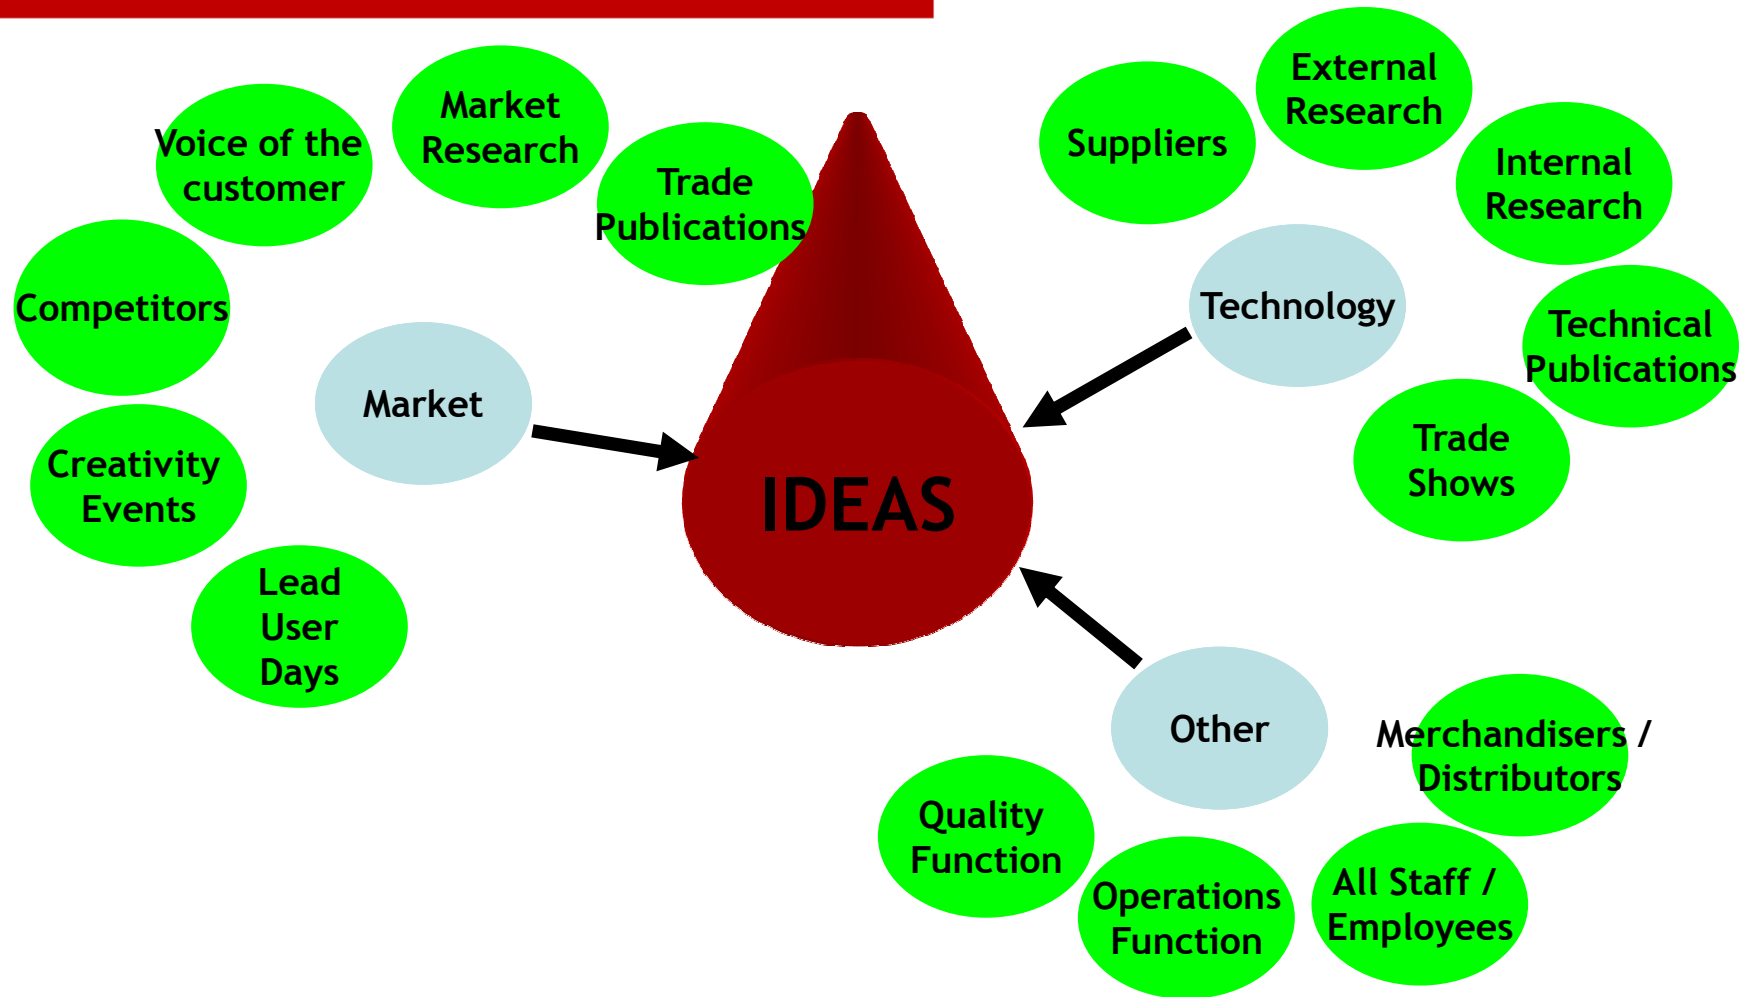 Voice of the
customer
Market
Research
Trade
Publications
Competitors
Market
Creativity
Events
Lead
User
Days
IDEAS
Suppliers
External
Research
Internal
Research
Technology
Technical
Publications
Trade
Shows
Other
Merchandisers /
Distributors
Quality
Function
Operations
Function
All Staff /
Employees